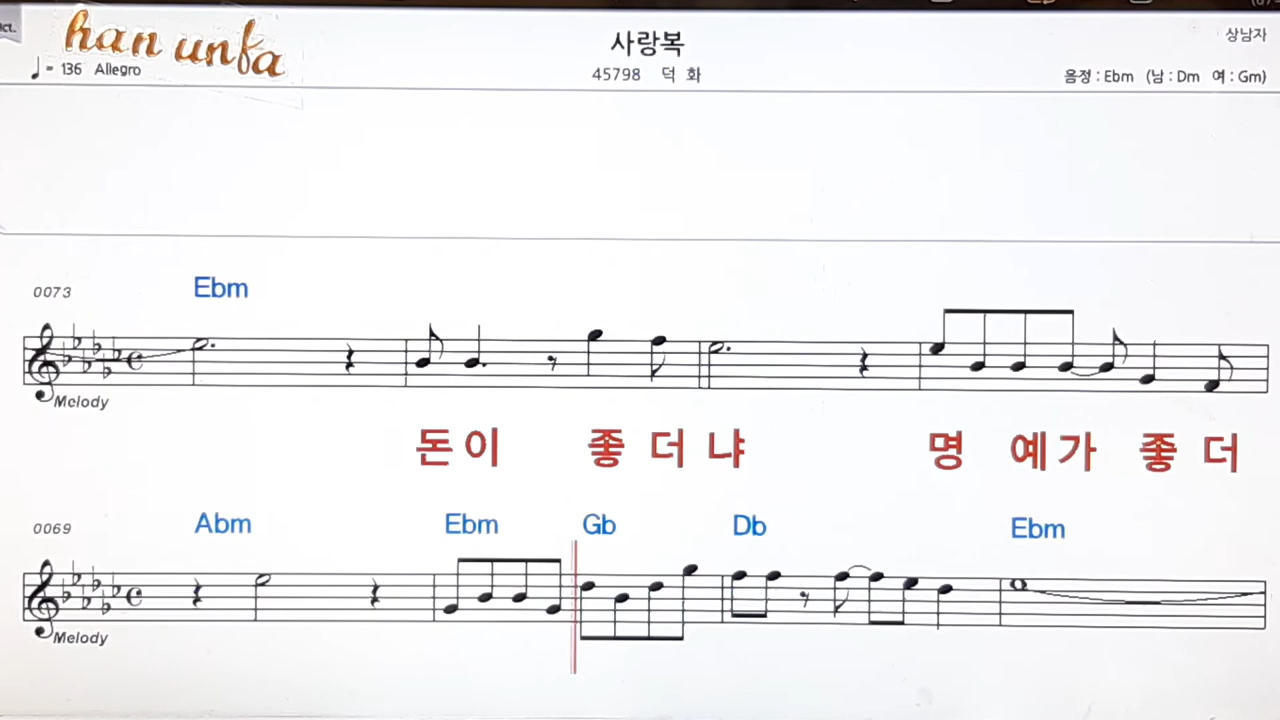 han unfa
사랑복
상남자
♩= 136 Allegro
45798 덕 화
음정 : Ebm (남 : Dm 여 : Gm)
0073 Ebm
Melody
돈 이 좋 더 냐 명 예 가 좋 더
0069 Abm Ebm Gb Db Ebm
Melody